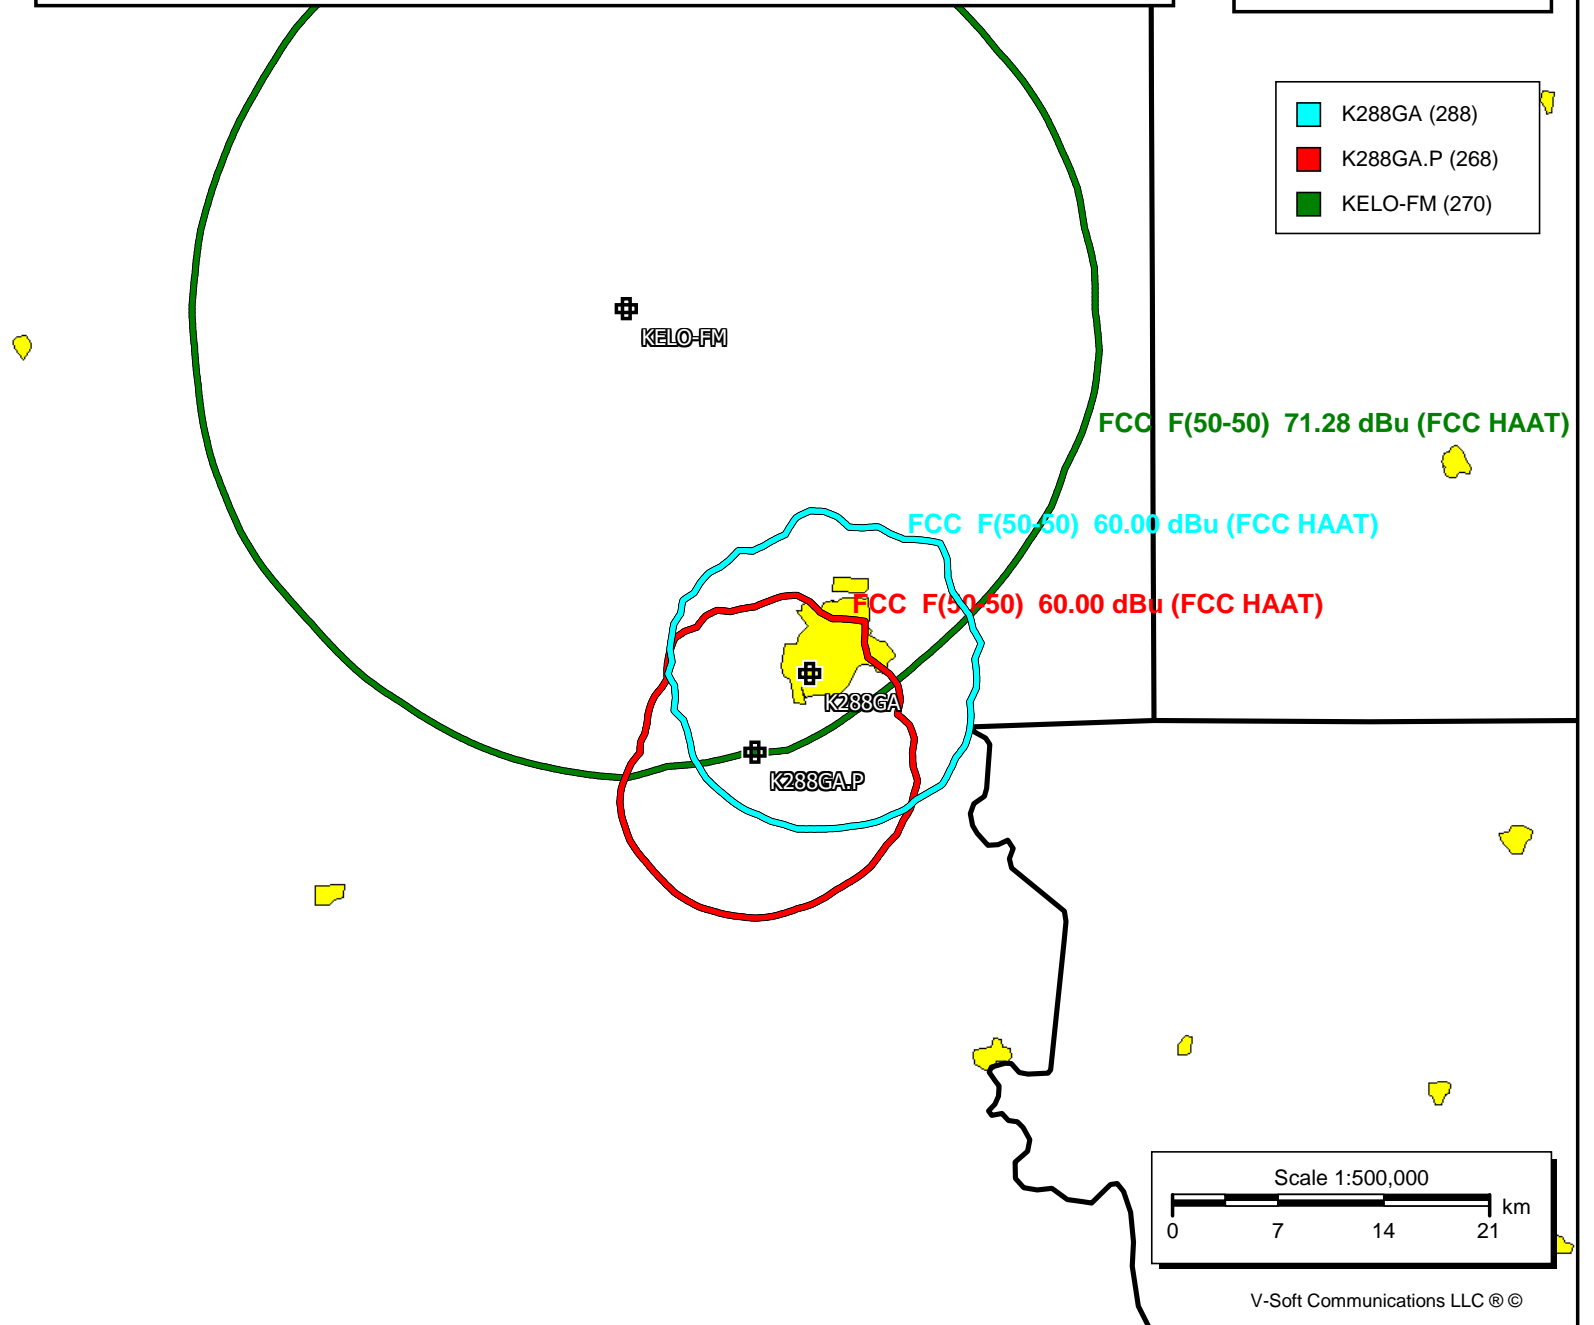 K288GA (288)
K288GA.P (268)
KELO-FM (270)
KELO-FM
FCC F(50-50) 71.28 dBu (FCC HAAT)
FCC F(50-50) 60.00 dBu (FCC HAAT)
FCC F(50-50) 60.00 dBu (FCC HAAT)
K288GA
K288GA.P
Scale 1:500,000
km
0 7 14 21
V-Soft Communications LLC ® ©